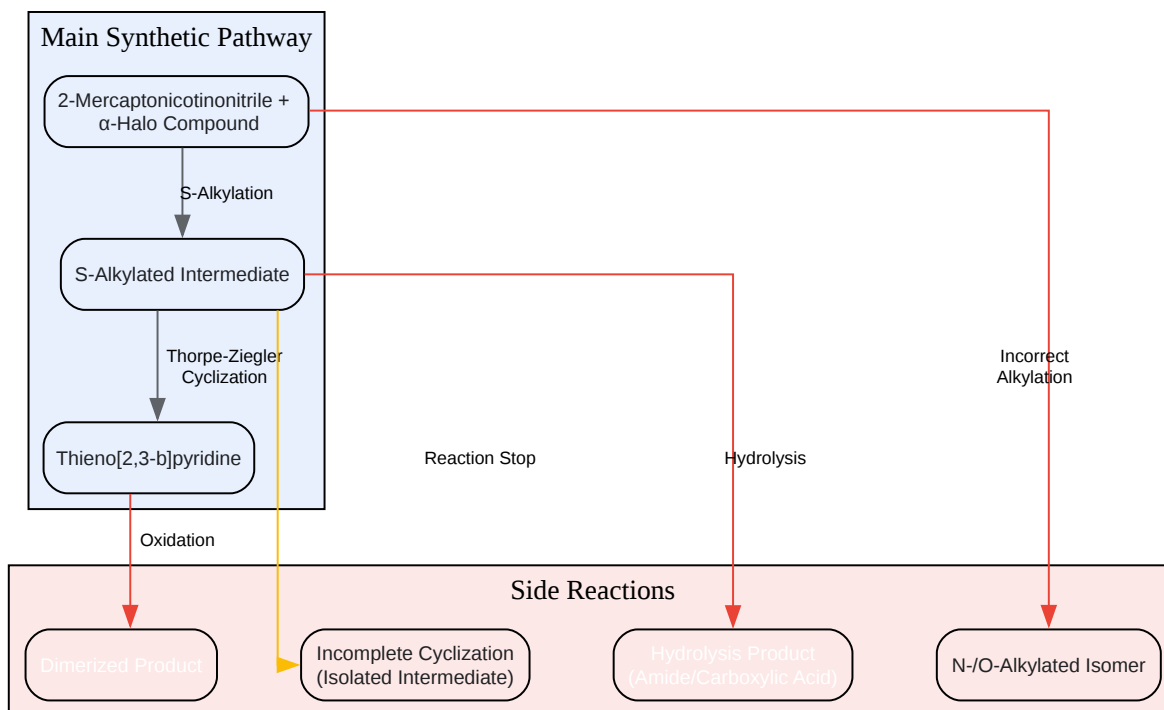 Main Synthetic Pathway
2-Mercaptonicotinonitrile +
α-Halo Compound
S-Alkylation
S-Alkylated Intermediate
Thorpe-Ziegler
Cyclization
Incorrect
Alkylation
Thieno[2,3-b]pyridine
Reaction Stop
Hydrolysis
Oxidation
Side Reactions
Dimerized Product
Incomplete Cyclization
(Isolated Intermediate)
Hydrolysis Product
(Amide/Carboxylic Acid)
N-/O-Alkylated Isomer